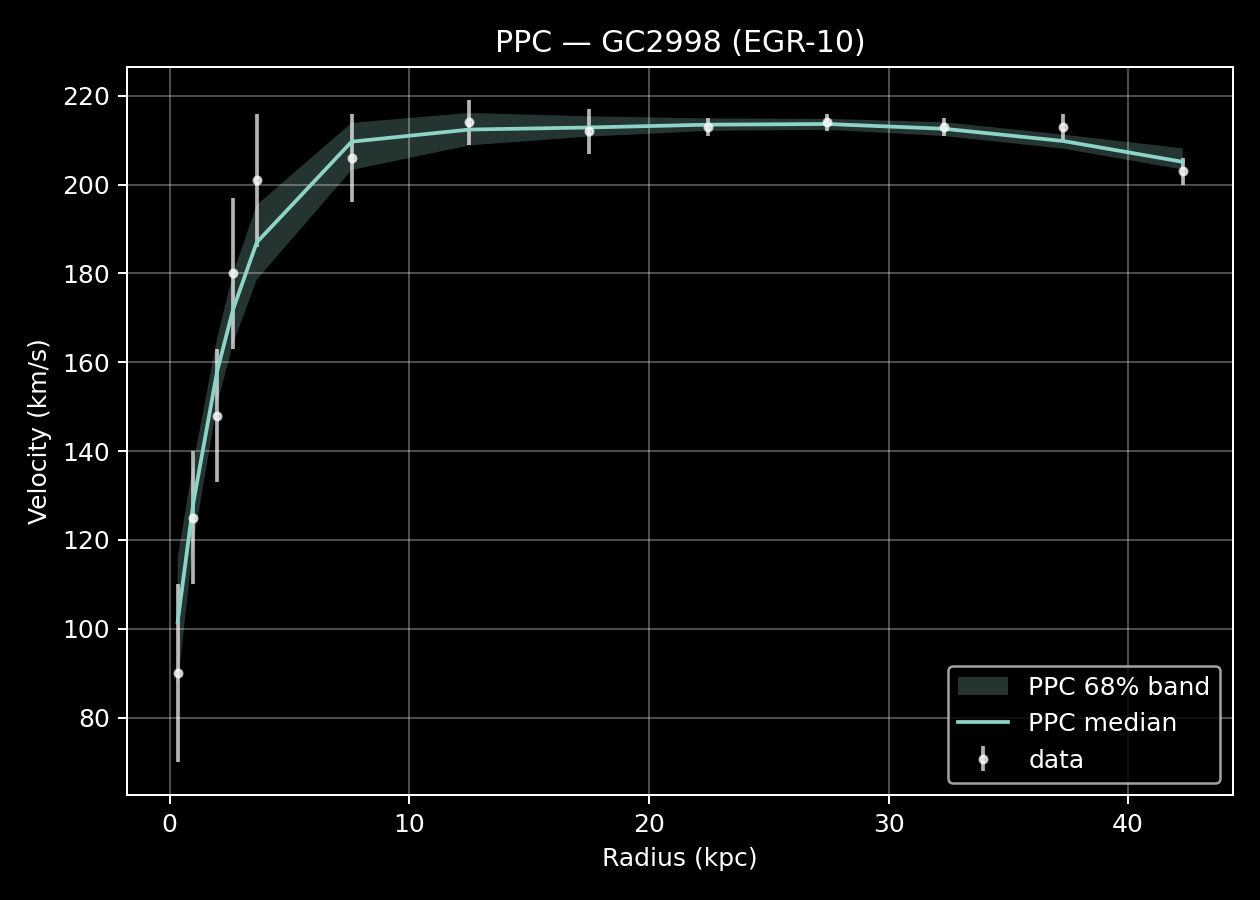 PPC — GC2998 (EGR-10)
220
200
180
160
140
120
100
80
Velocity (km/s)
0 10 20 30 40
Radius (kpc)
PPC 68% band
PPC median
data